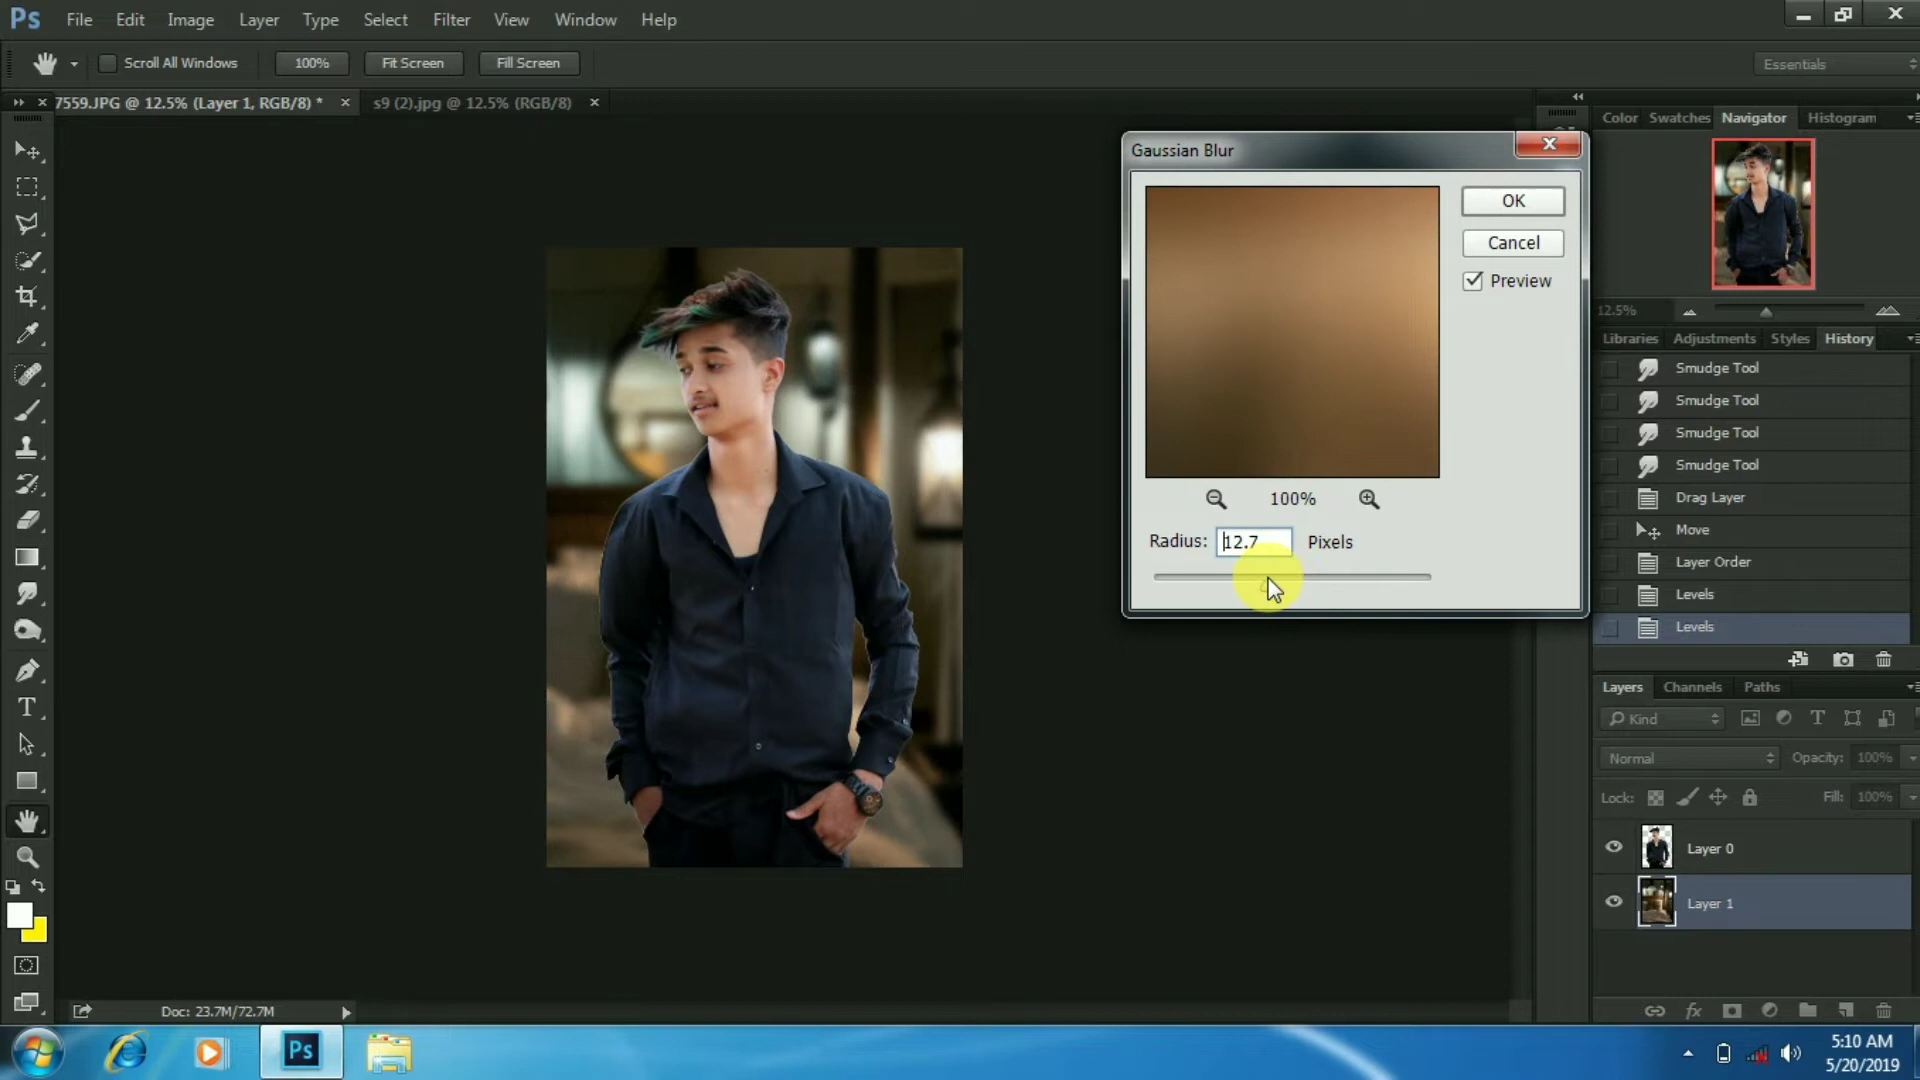 Ps File Edit Image Layer Type Select Filter View Window Help
Scroll All Windows 100% Fit Screen Fill Screen Essentials
7559.JPG @ 12.5% (Layer 1, RGB/8) * × s9 (2).jpg @ 12.5% (RGB/8) ×
Color Swatches Navigator Histogram
Gaussian Blur
OK
Cancel
Preview
100%
Radius: 12.7 Pixels
12.5%
Libraries Adjustments Styles History
Smudge Tool
Smudge Tool
Smudge Tool
Smudge Tool
Drag Layer
Move
Layer Order
Levels
Levels
Layers Channels Paths
Kind
Normal Opacity: 100%
Lock: Fill: 100%
Layer 0
Layer 1
Doc: 23.7M/72.7M
Ps
5:10 AM
5/20/2019